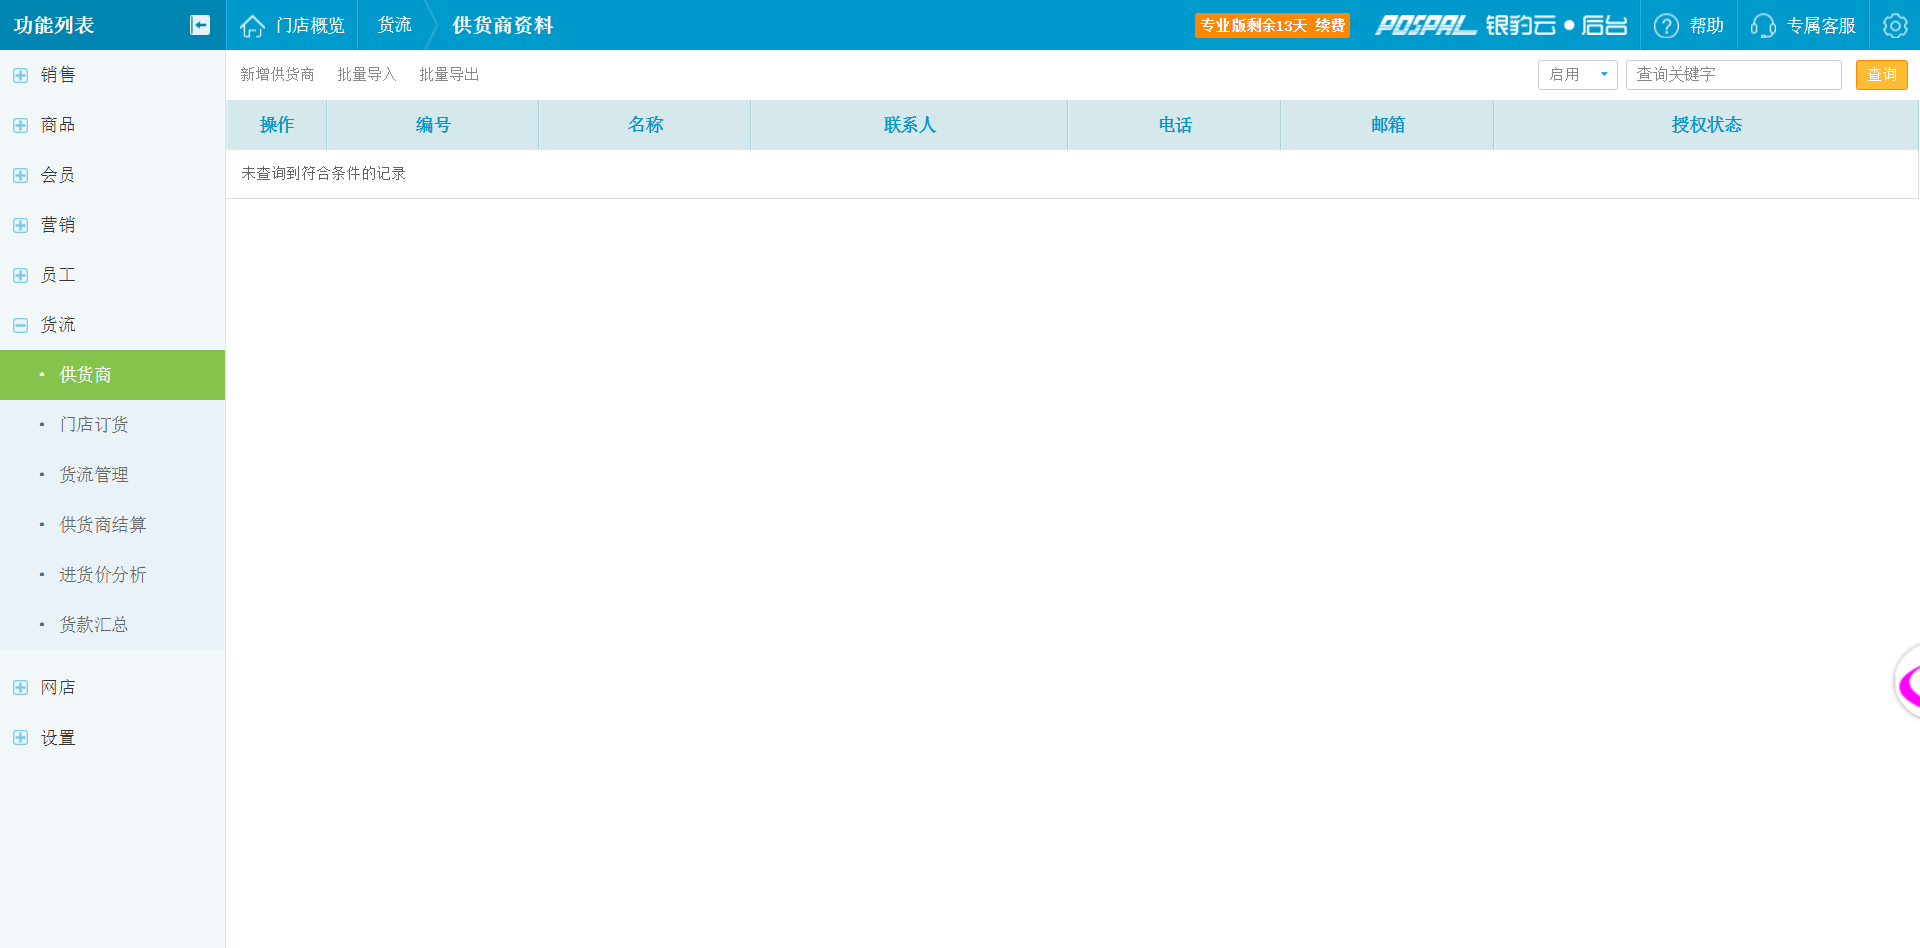 功能列表
门店概览
货流
供货商资料
专业版剩余13天 续费
POSPAL 银豹云●后台
帮助
专属客服
销售
商品
会员
营销
员工
货流
供货商
门店订货
货流管理
供货商结算
进货价分析
货款汇总
网店
设置
新增供货商 批量导入 批量导出
启用
查询关键字
查询
操作 编号 名称 联系人 电话 邮箱 授权状态
未查询到符合条件的记录